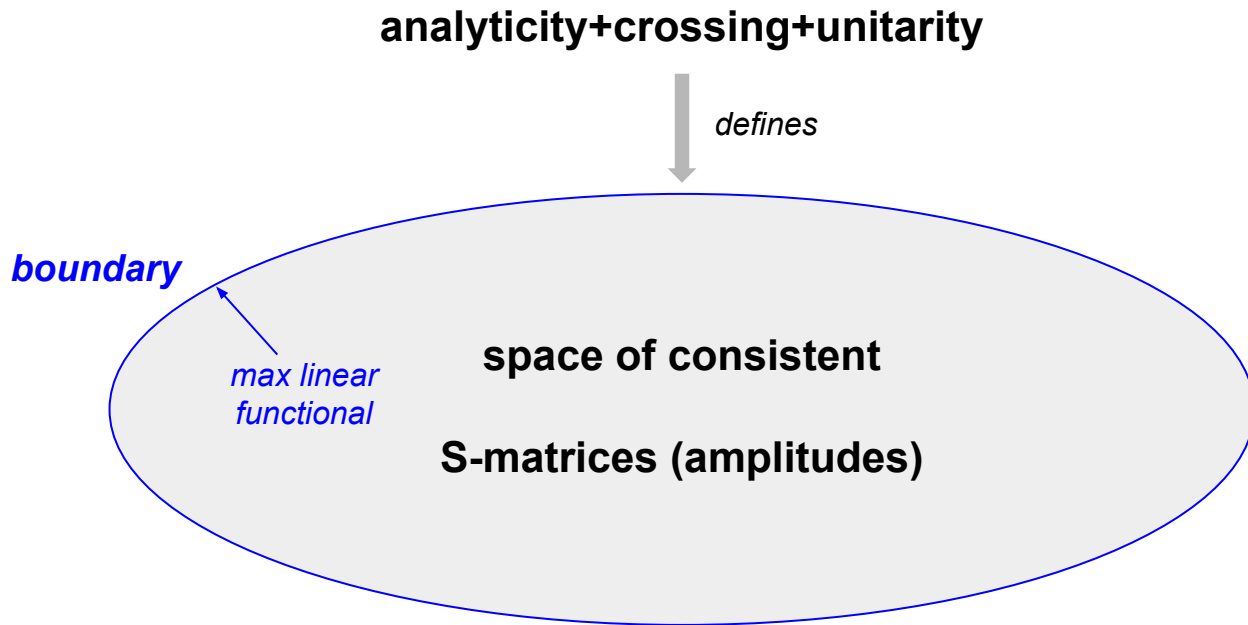 analyticity+crossing+unitarity
defines
boundary
max linear
functional
space of consistent
S-matrices (amplitudes)